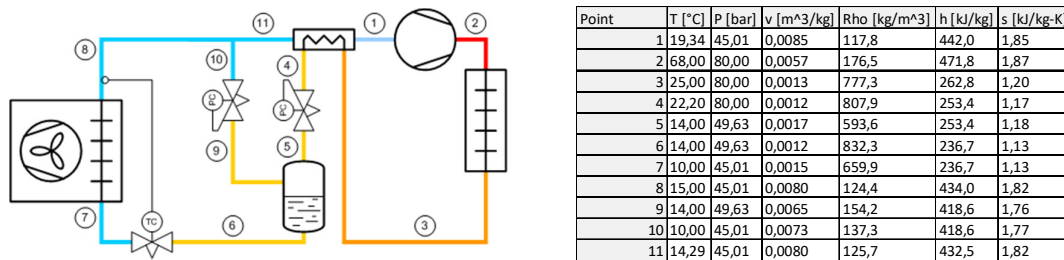 11
1
2
8
10
4
PC
PC
9
5
7
TC
6
3
Point T [°C] P [bar] v [m^3/kg] Rho [kg/m^3] h [kJ/kg] s [kJ/kg-K]
1 19,34 45,01 0,0085 117,8 442,0 1,85
2 68,00 80,00 0,0057 176,5 471,8 1,87
3 25,00 80,00 0,0013 777,3 262,8 1,20
4 22,20 80,00 0,0012 807,9 253,4 1,17
5 14,00 49,63 0,0017 593,6 253,4 1,18
6 14,00 49,63 0,0012 832,3 236,7 1,13
7 10,00 45,01 0,0015 659,9 236,7 1,13
8 15,00 45,01 0,0080 124,4 434,0 1,82
9 14,00 49,63 0,0065 154,2 418,6 1,76
10 10,00 45,01 0,0073 137,3 418,6 1,77
11 14,29 45,01 0,0080 125,7 432,5 1,82